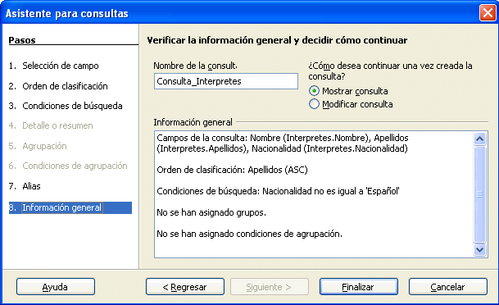 Asistente para consultas
Pasos
1. Selección de campo
2. Orden de clasificación
3. Condiciones de búsqueda
4. Detalle o resumen
5. Agrupación
6. Condiciones de agrupación
7. Alias
8. Información general
Verificar la información general y decidir cómo continuar
Nombre de la consult.
Consulta_Interpretes
¿Cómo desea continuar una vez creada la
consulta?
Mostrar consulta
Modificar consulta
Información general
Campos de la consulta: Nombre (Interpretes.Nombre), Apellidos
(Interpretes.Apellidos), Nacionalidad (Interpretes.Nacionalidad)
Orden de clasificación: Apellidos (ASC)
Condiciones de búsqueda: Nacionalidad no es igual a 'Español'
No se han asignado grupos.
No se han asignado condiciones de agrupación.
Ayuda
< Regresar
Siguiente >
Finalizar
Cancelar